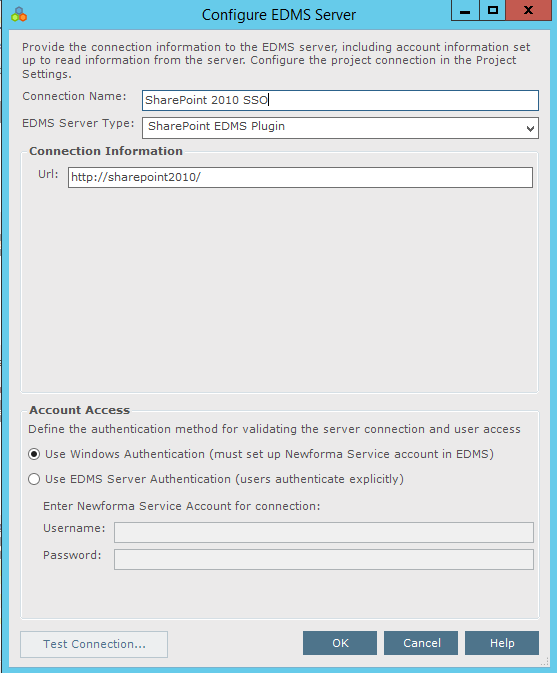 Configure EDMS Server
Provide the connection information to the EDMS server, including account information set
up to read information from the server. Configure the project connection in the Project
Settings.
Connection Name: SharePoint 2010 SSO
EDMS Server Type: SharePoint EDMS Plugin
Connection Information
Url: http://sharepoint2010/
Account Access
Define the authentication method for validating the server connection and user access
Use Windows Authentication (must set up Newforma Service account in EDMS)
Use EDMS Server Authentication (users authenticate explicitly)
Enter Newforma Service Account for connection:
Username:
Password:
Test Connection... OK Cancel Help